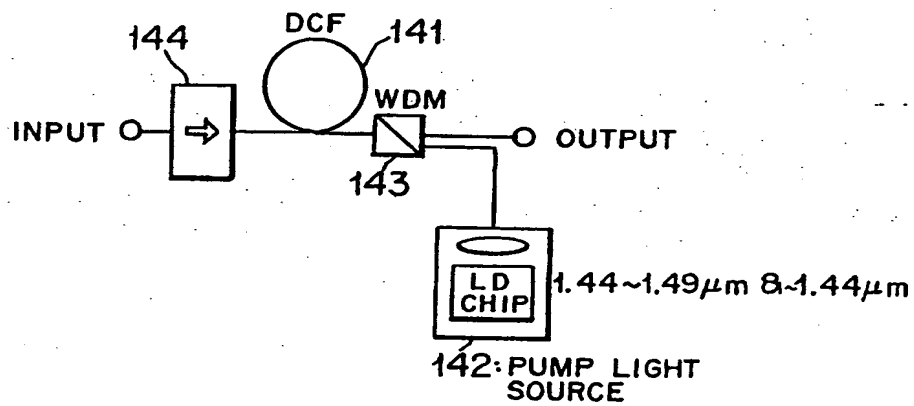 144
DCF
141
WDM
INPUT
OUTPUT
143
LD
CHIP
1.44~1.49μm &~1.44μm
142: PUMP LIGHT
SOURCE